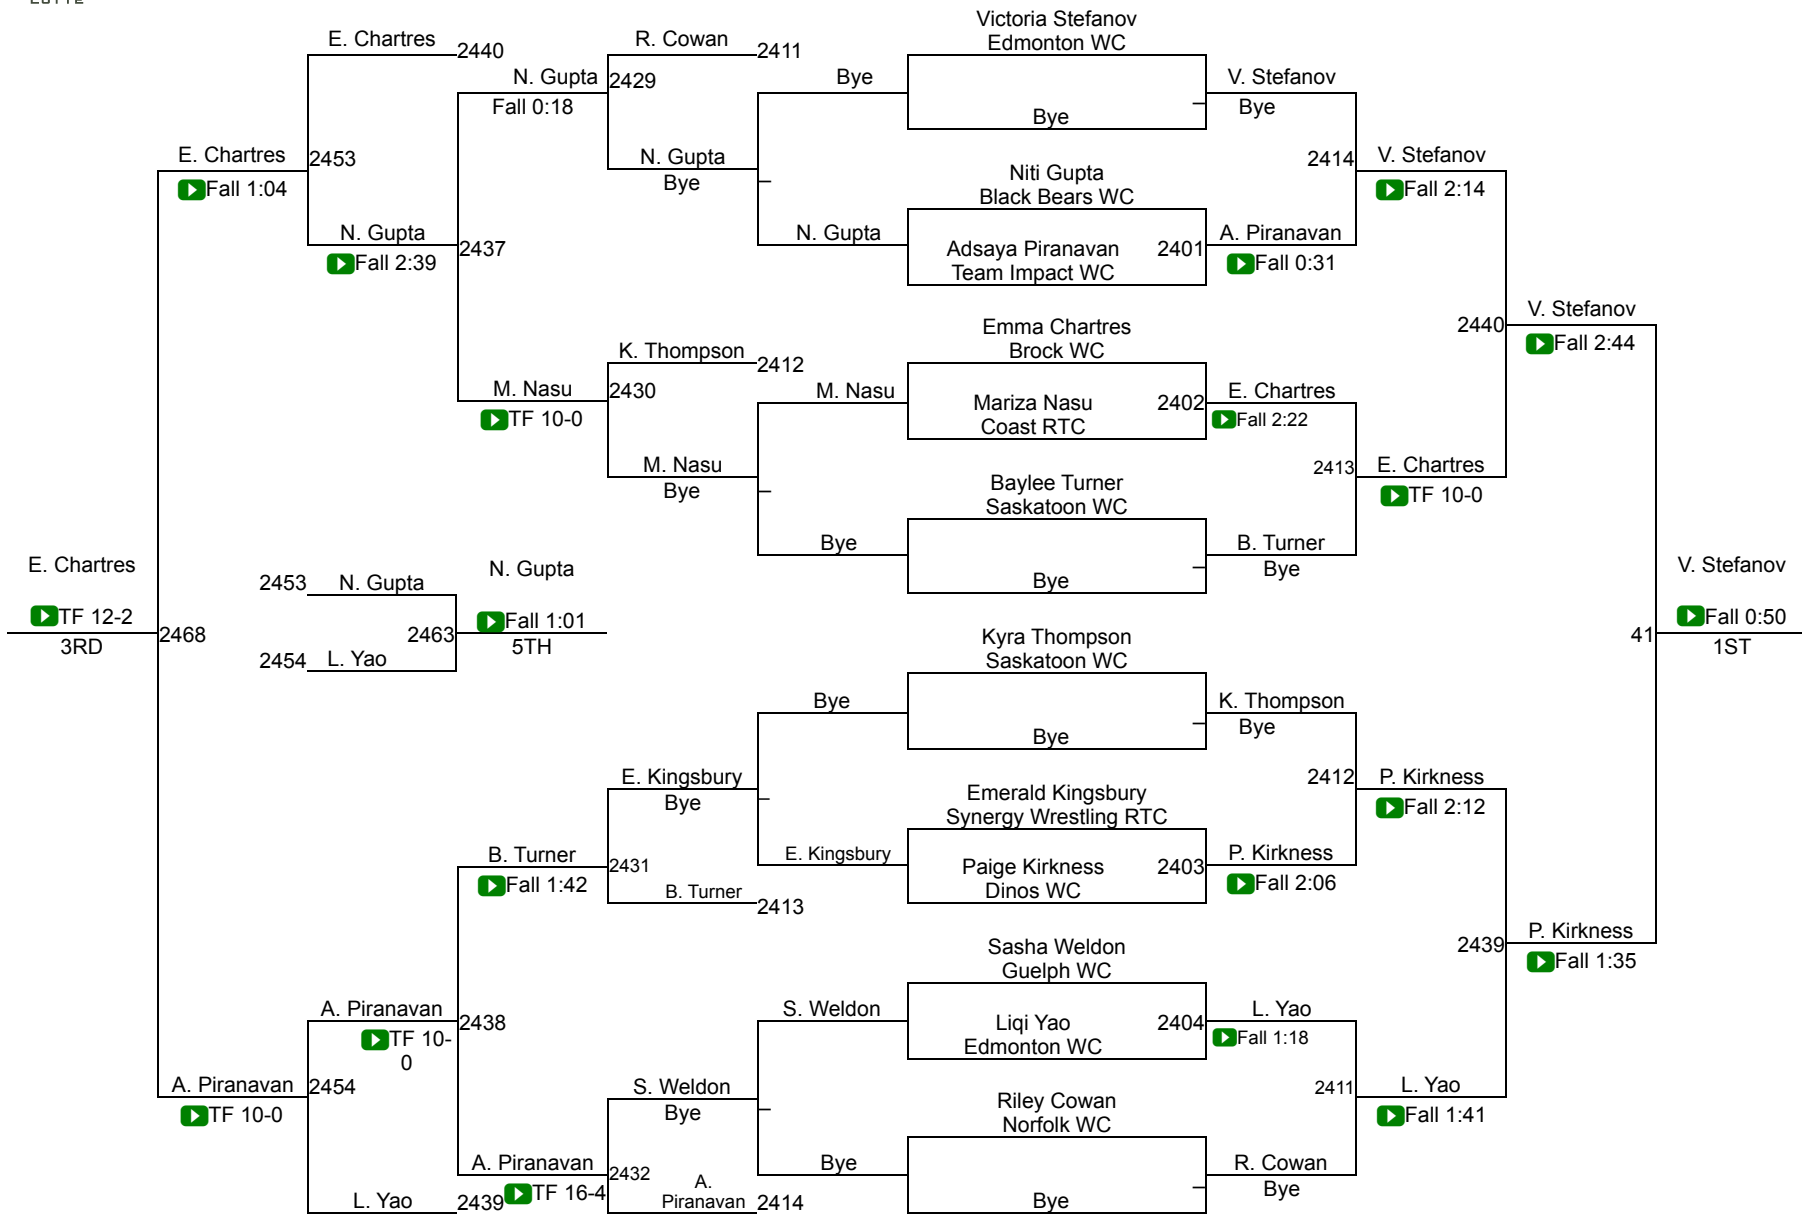 E. Chartres
2440
R. Cowan
2411
Victoria Stefanov
Edmonton WC
N. Gupta
2429
Fall 0:18
Bye
Bye
V. Stefanov
Bye
E. Chartres
2453
Fall 1:04
N. Gupta
Bye
2414
V. Stefanov
Fall 2:14
Niti Gupta
Black Bears WC
N. Gupta
2437
Fall 2:39
N. Gupta
Adsaya Piranavan
2401
Team Impact WC
A. Piranavan
Fall 0:31
Emma Chartres
Brock WC
2440
V. Stefanov
Fall 2:44
K. Thompson
2412
M. Nasu
2430
TF 10-0
M. Nasu
Mariza Nasu
2402
Coast RTC
E. Chartres
Fall 2:22
M. Nasu
Bye
2413
E. Chartres
TF 10-0
Baylee Turner
Saskatoon WC
Bye
Bye
B. Turner
Bye
E. Chartres
TF 12-2
3RD
2468
2453
N. Gupta
N. Gupta
2463
Fall 1:01
5TH
2454
L. Yao
V. Stefanov
41
Fall 0:50
1ST
Kyra Thompson
Saskatoon WC
Bye
Bye
K. Thompson
Bye
E. Kingsbury
Bye
2412
P. Kirkness
Fall 2:12
Emerald Kingsbury
Synergy Wrestling RTC
B. Turner
2431
Fall 1:42
E. Kingsbury
Paige Kirkness
2403
Dinos WC
P. Kirkness
Fall 2:06
B. Turner
2413
Sasha Weldon
Guelph WC
2439
P. Kirkness
Fall 1:35
A. Piranavan
2438
TF 10-
0
S. Weldon
Liqi Yao
2404
Edmonton WC
L. Yao
Fall 1:18
A. Piranavan
2454
TF 10-0
S. Weldon
Bye
2411
L. Yao
Fall 1:41
Riley Cowan
Norfolk WC
A. Piranavan
2432
TF 16-4
Bye
Bye
R. Cowan
Bye
L. Yao
2439
A.
Piranavan
2414